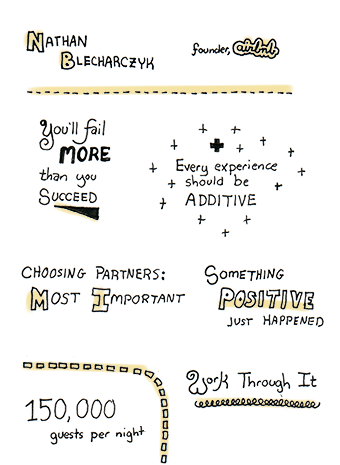 NATHAN
BLECHARCZYK
founder, airbnb
You'll fail
MORE
than you
SUCCEED
Every experience
should be
ADDITIVE
CHOOSING PARTNERS:
MOST IMPORTANT
SOMETHING
POSITIVE
JUST HAPPENED
150,000
guests per night
Work Through It